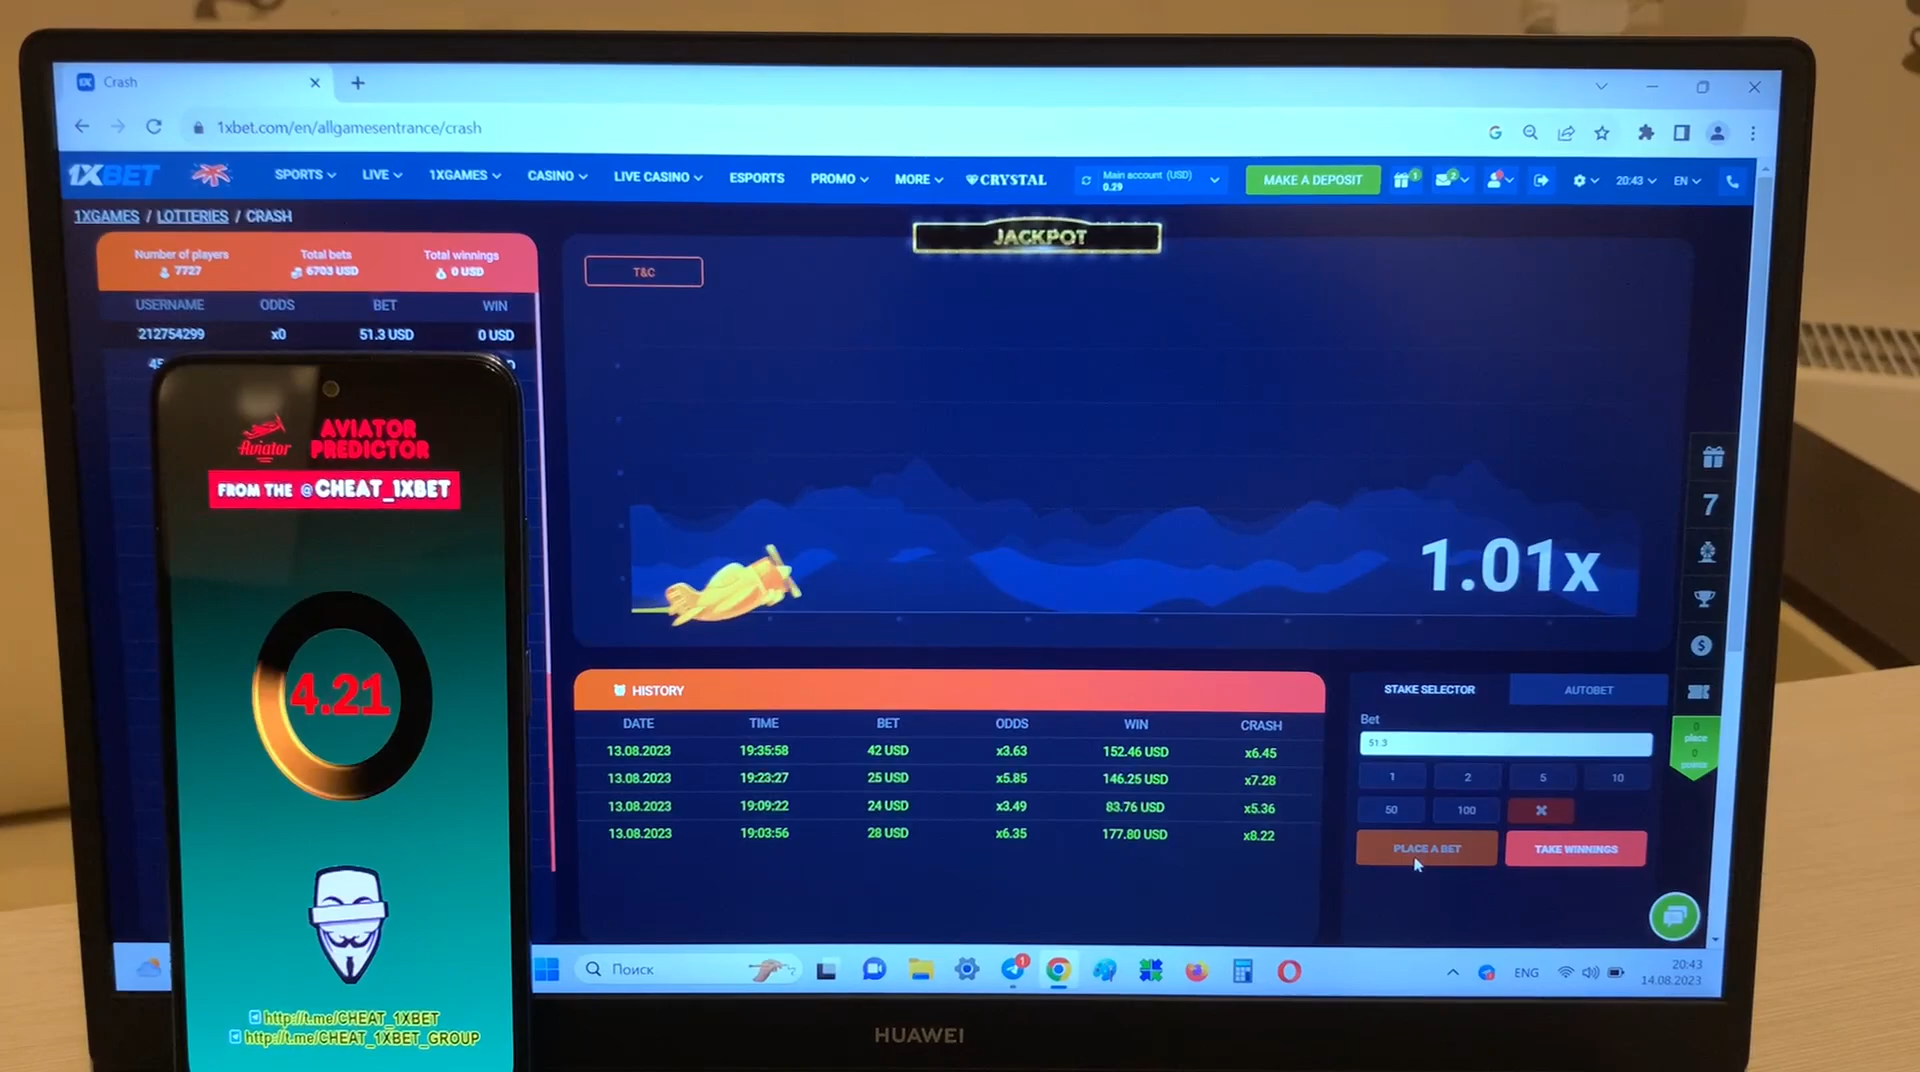 Crash
1xbet.com/en/allgamesentrance/crash
1XBET
SPORTS
LIVE
1XGAMES
CASINO
LIVE CASINO
ESPORTS
PROMO
MORE
CRYSTAL
Main account (USD)
0.29
MAKE A DEPOSIT
1
2
20:43
EN
1XGAMES / LOTTERIES / CRASH
JACKPOT
Number of players
7727
Total bets
6703 USD
Total winnings
0 USD
T&C
USERNAME ODDS BET WIN
212754299 x0 51.3 USD 0 USD
Aviator
AVIATOR
PREDICTOR
FROM THE @CHEAT_1XBET
4.21
http://t.me/CHEAT_1XBET
http://t.me/CHEAT_1XBET_GROUP
1.01x
7
HISTORY
DATE TIME BET ODDS WIN CRASH
13.08.2023 19:35:58 42 USD x3.63 152.46 USD x6.45
13.08.2023 19:23:27 25 USD x5.85 146.25 USD x7.28
13.08.2023 19:09:22 24 USD x3.49 83.76 USD x5.36
13.08.2023 19:03:56 28 USD x6.35 177.80 USD x8.22
STAKE SELECTOR
AUTOBET
Bet
51.3
1 2 5 10
50 100
PLACE A BET
TAKE WINNINGS
0
place
0
points
Поиск
1
ENG
20:43
14.08.2023
HUAWEI